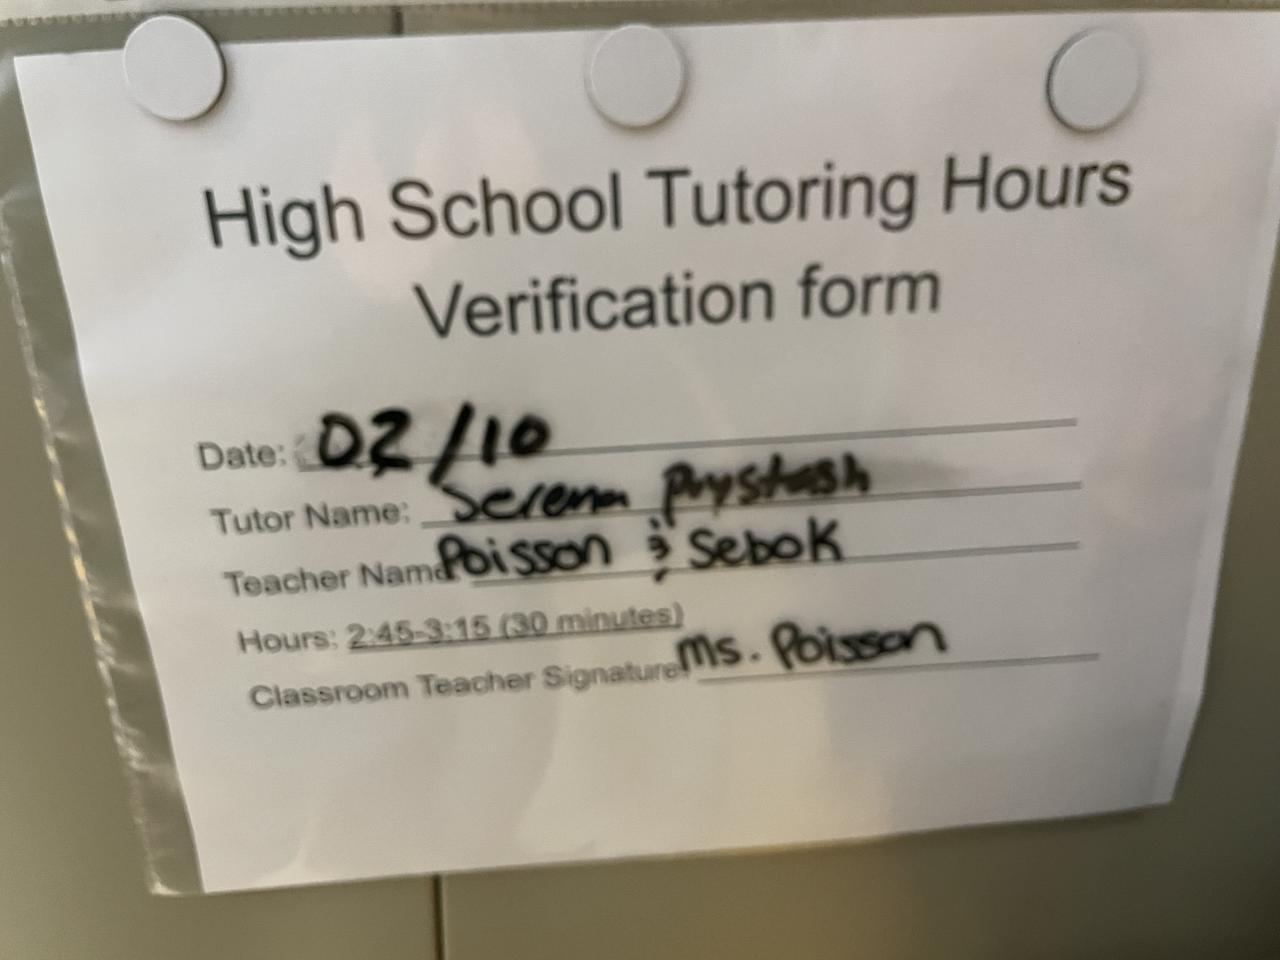 High School Tutoring Hours
Verification form
Date: 02/10
Tutor Name: Serena Prystash
Teacher Name: Poisson & Sebok
Hours: 2:45-3:15 (30 minutes)
Classroom Teacher Signature: Ms. Poisson